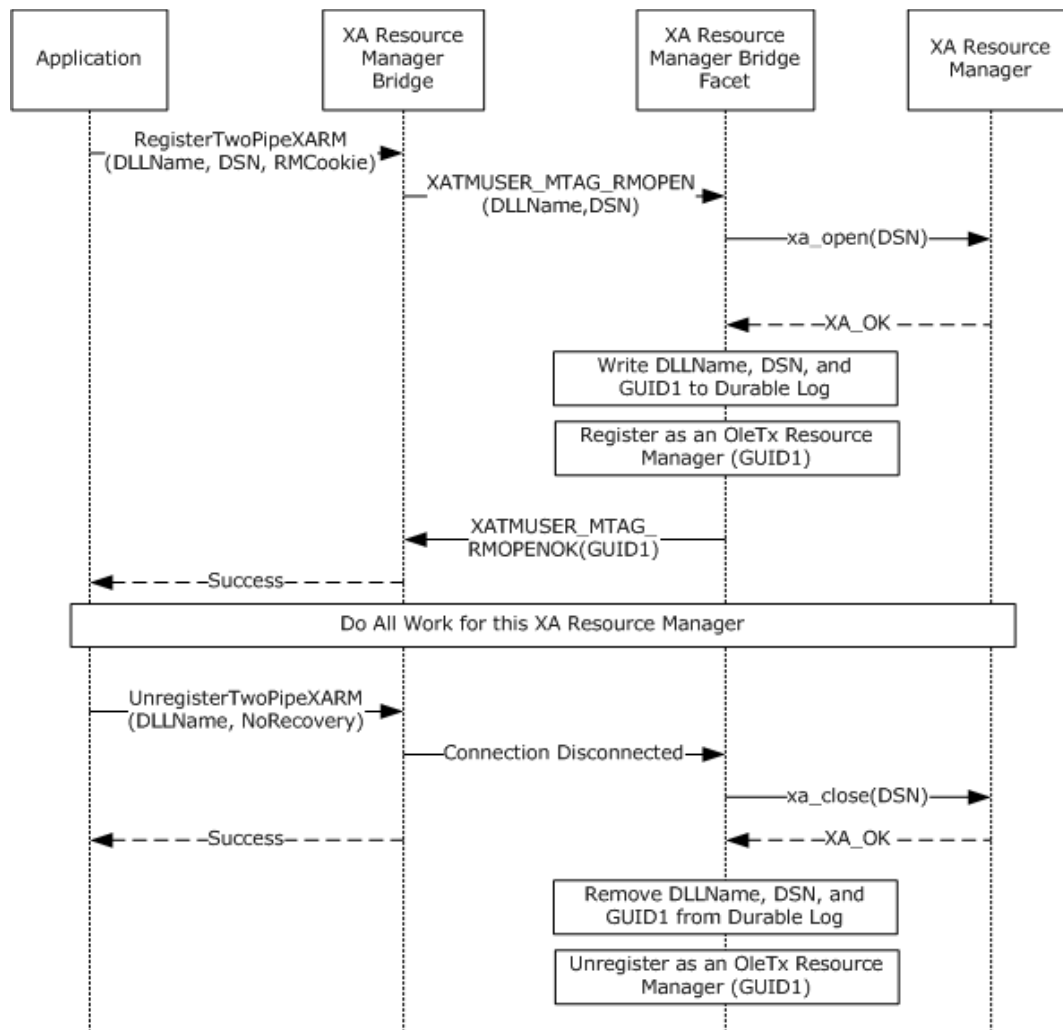 Application
XA Resource
Manager
Bridge
XA Resource
Manager Bridge
Facet
XA Resource
Manager
RegisterTwoPipeXARM
(DLLName, DSN, RMCookie)
XATMUSER_MTAG_RMOPEN
(DLLName,DSN)
xa_open(DSN)
XA_OK
Write DLLName, DSN, and
GUID1 to Durable Log
Register as an OleTx Resource
Manager (GUID1)
XATMUSER_MTAG_
RMOPENOK(GUID1)
Success
Do All Work for this XA Resource Manager
UnregisterTwoPipeXARM
(DLLName, NoRecovery)
Connection Disconnected
xa_close(DSN)
Success
XA_OK
Remove DLLName, DSN, and
GUID1 from Durable Log
Unregister as an OleTx Resource
Manager (GUID1)